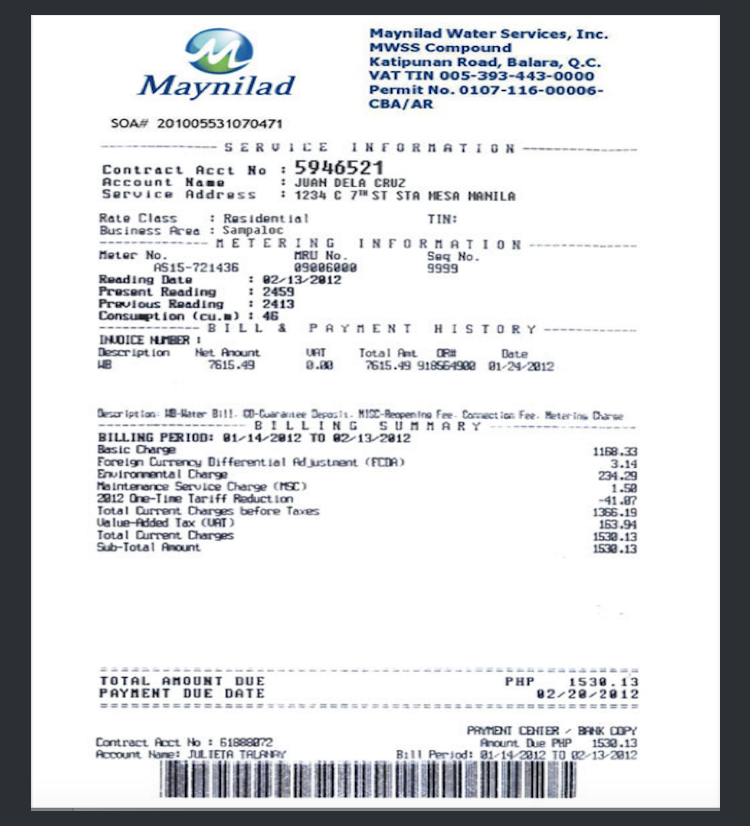 Maynilad
Maynilad Water Services, Inc.
MWSS Compound
Katipunan Road, Balara, Q.C.
VAT TIN 005-393-443-0000
Permit No. 0107-116-00006-
CBA/AR
SOA# 201005531070471
SERVICE INFORMATION
Contract Acct No : 5946521
Account Name : JUAN DELA CRUZ
Service Address : 1234 C 7TH ST STA MESA MANILA
Rate Class : Residential TIN:
Business Area : Sampaloc
METERING INFORMATION
Meter No. MRU No. Seq No.
AS15-721436 09006000 9999
Reading Date : 02/13/2012
Present Reading : 2459
Previous Reading : 2413
Consumption (cu.m) : 46
BILL & PAYMENT HISTORY
INVOICE NUMBER :
Description Net Amount VAT Total Amt OR# Date
WB 7615.49 0.00 7615.49 918564900 01/24/2012
Description: WB-Water Bill. GD-Guarantee Deposit. MISC-Reopening Fee. Connection Fee. Metering Charge
BILLING SUMMARY
BILLING PERIOD: 01/14/2012 TO 02/13/2012
Basic Charge 1168.33
Foreign Currency Differential Adjustment (FCDA) 3.14
Environmental Charge 234.29
Maintenance Service Charge (MSC) 1.50
2012 One-Time Tariff Reduction -41.07
Total Current Charges before Taxes 1366.19
Value-Added Tax (VAT) 163.94
Total Current Charges 1530.13
Sub-Total Amount 1530.13
TOTAL AMOUNT DUE PHP 1530.13
PAYMENT DUE DATE 02/20/2012
PAYMENT CENTER / BANK COPY
Contract Acct No : 61888072 Amount Due PHP 1530.13
Account Name: JULIETA Bill Period: 01/14/2012 TO 02/13/2012